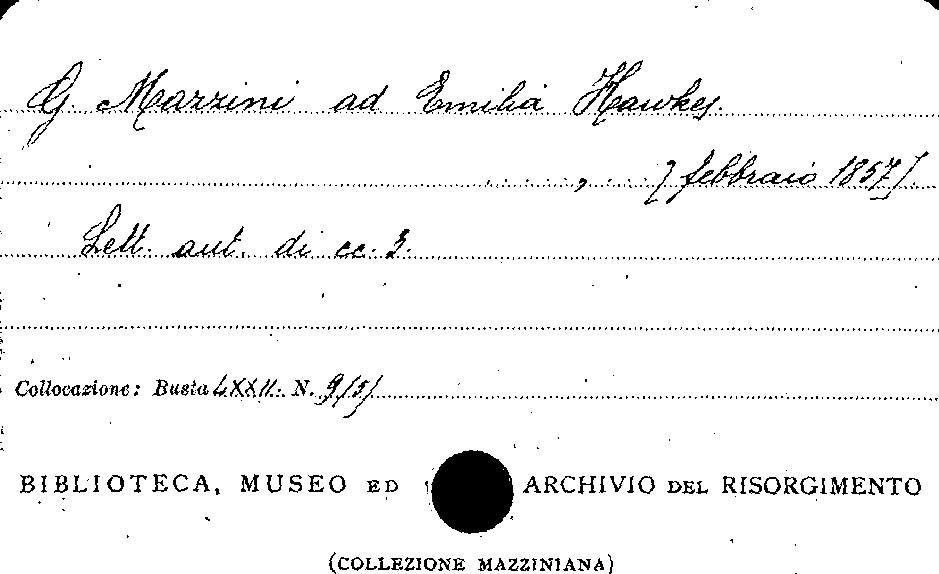 G. Mazzini ad Emilia Hawkes.
, [febbraio 1857].
Lett. aut. di cc. 3.
Collocazione: Busta LXXII. N. 9/5/
BIBLIOTECA, MUSEO ED ARCHIVIO DEL RISORGIMENTO
(COLLEZIONE MAZZINIANA)